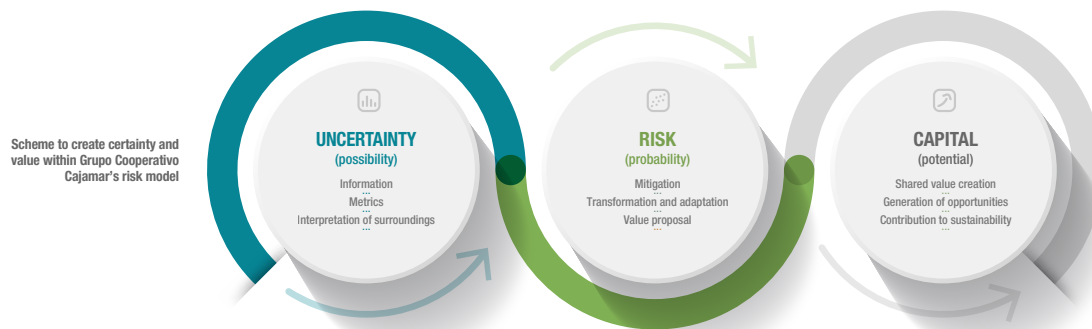 Scheme to create certainty and
value within Grupo Cooperativo
Cajamar's risk model
UNCERTAINTY
(possibility)
Information
...
Metrics
...
Interpretation of surroundings
...
RISK
(probability)
Mitigation
...
Transformation and adaptation
...
Value proposal
...
CAPITAL
(potential)
Shared value creation
...
Generation of opportunities
...
Contribution to sustainability
...